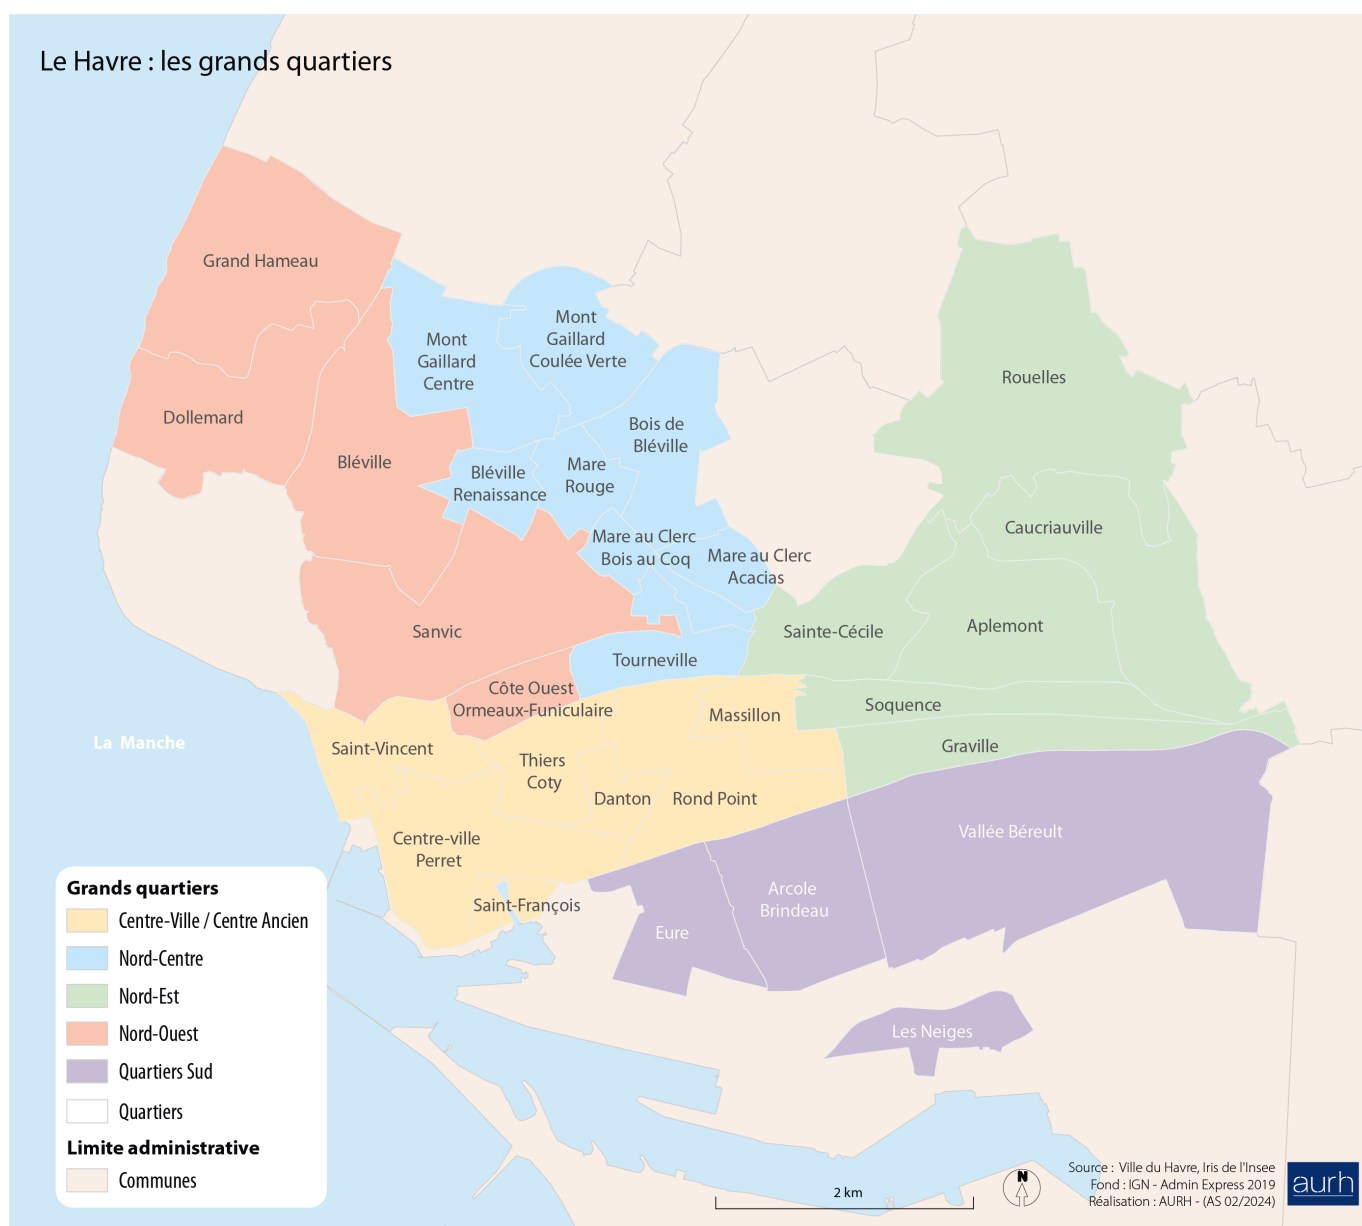 Le Havre : les grands quartiers
Grand Hameau
Mont
Gaillard
Coulée Verte
Mont
Gaillard
Centre
Rouelles
Dollemard
Bois de
Bléville
Bléville
Mare
Rouge
Bléville
Renaissance
Caucriauville
Mare au Clerc
Bois au Coq
Mare au Clerc
Acacias
Sanvic
Sainte-Cécile
Aplemont
Tourneville
Côte Ouest
Ormeaux-Funiculaire
Massillon
Soquence
La Manche
Saint-Vincent
Graville
Thiers
Coty
Danton
Rond Point
Vallée Béreult
Centre-ville
Perret
Arcole
Brindeau
Saint-François
Eure
Les Neiges
Grands quartiers
Centre-Ville / Centre Ancien
Nord-Centre
Nord-Est
Nord-Ouest
Quartiers Sud
Quartiers
Limite administrative
Communes
2 km
N
Source : Ville du Havre, Iris de l'Insee
Fond : IGN - Admin Express 2019
Réalisation : AURH - (AS 02/2024)
aurh